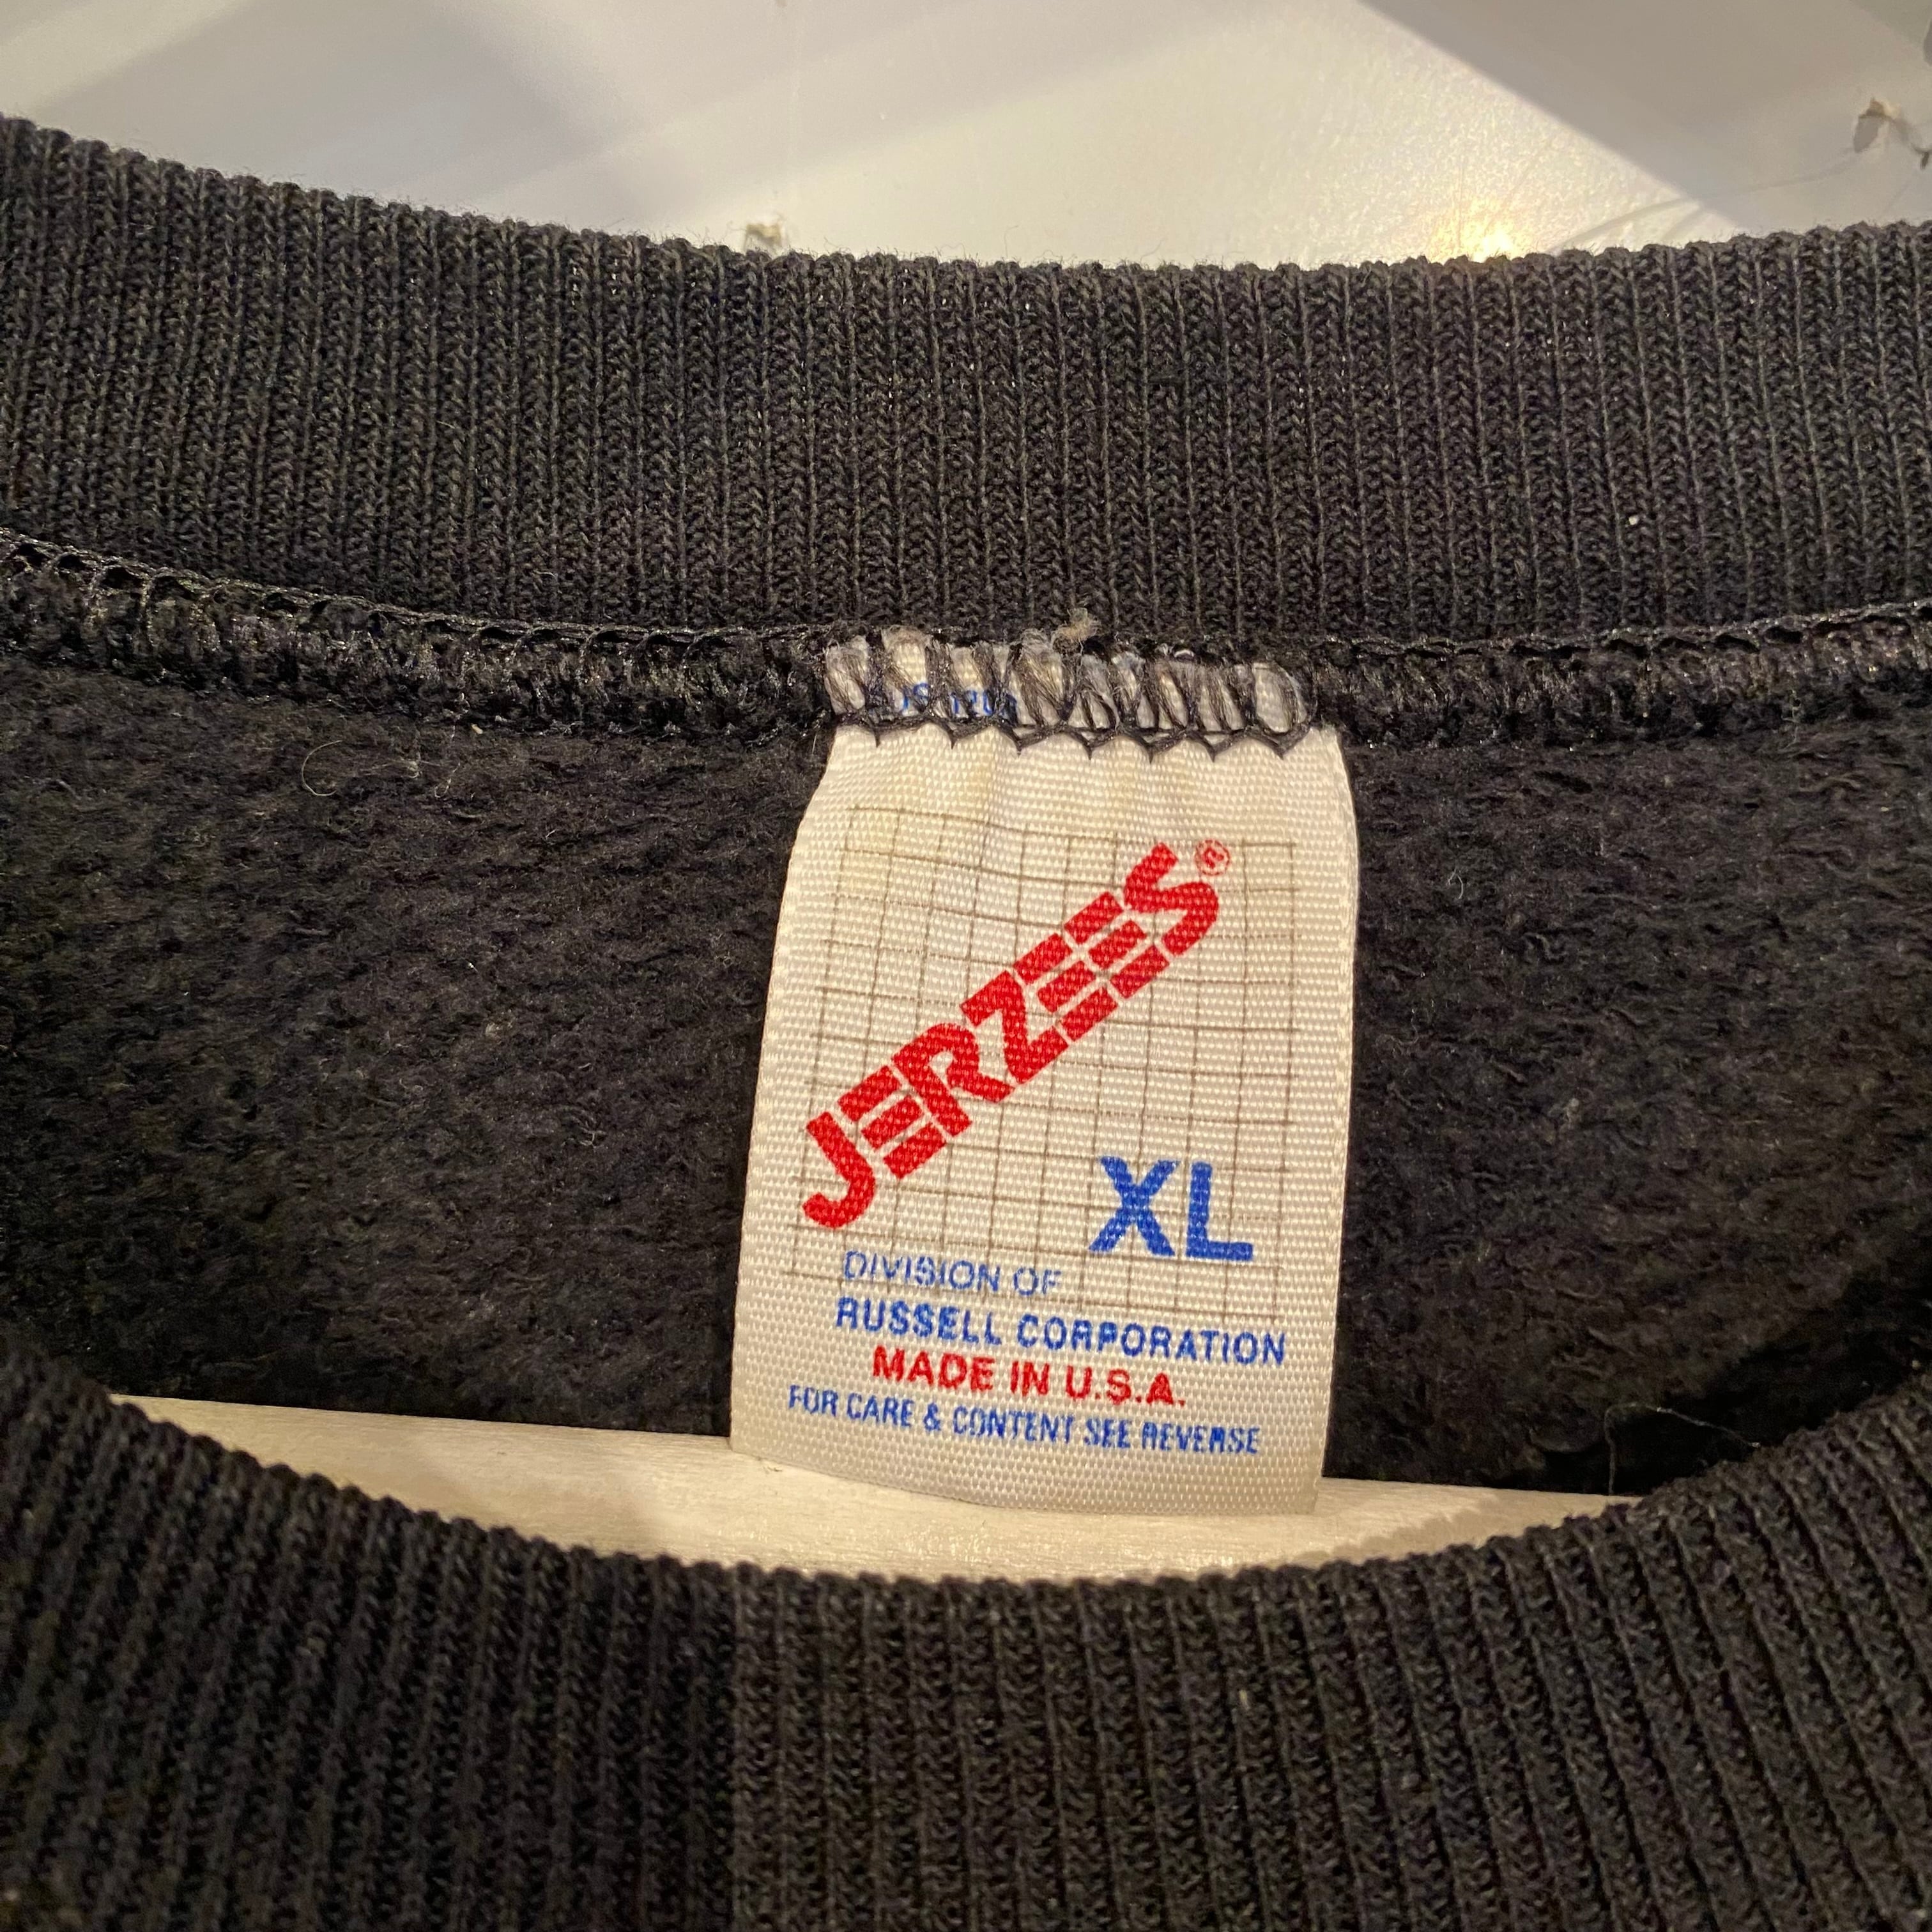 JERZEES®
XL
DIVISION OF
RUSSELL CORPORATION
MADE IN U.S.A.
FOR CARE & CONTENT SEE REVERSE